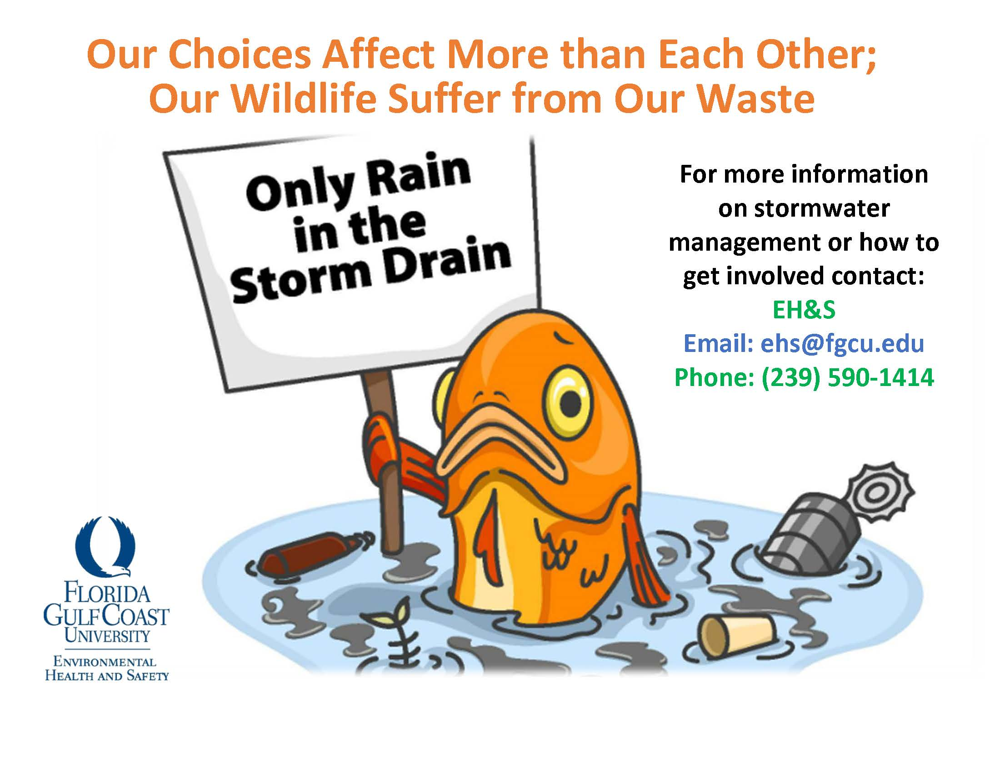 Our Choices Affect More than Each Other;
Our Wildlife Suffer from Our Waste
Only Rain
in the
Storm Drain
For more information
on stormwater
management or how to
get involved contact:
EH&S
Email: ehs@fgcu.edu
Phone: (239) 590-1414
FLORIDA
GULF COAST
UNIVERSITY
ENVIRONMENTAL
HEALTH AND SAFETY